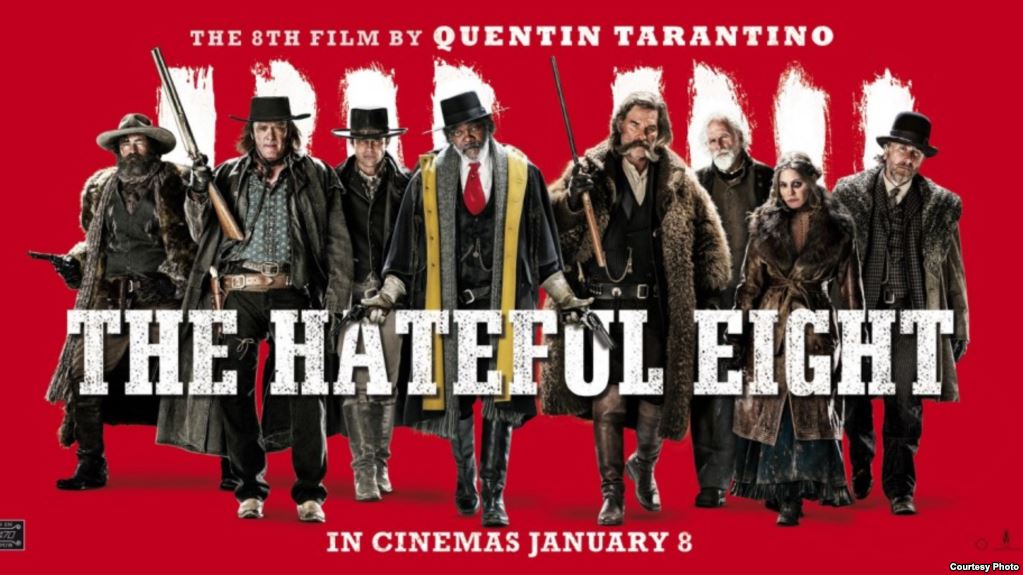 THE 8TH FILM BY QUENTIN TARANTINO
THE HATEFUL EIGHT
IN CINEMAS JANUARY 8
Courtesy Photo